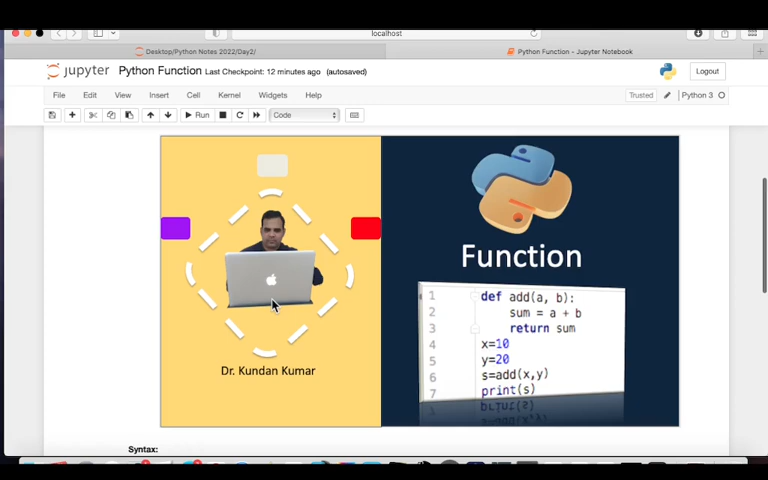 localhost
Desktop/Python Notes 2022/Day2/
Python Function - Jupyter Notebook
jupyter Python Function Last Checkpoint: 12 minutes ago (autosaved)
Logout
File Edit View Insert Cell Kernel Widgets Help
Trusted Python 3
Run Code
Function
1 def add(a, b):
2 sum = a + b
3 return sum
4 x=10
5 y=20
6 s=add(x,y)
7 print(s)
Dr. Kundan Kumar
Syntax: